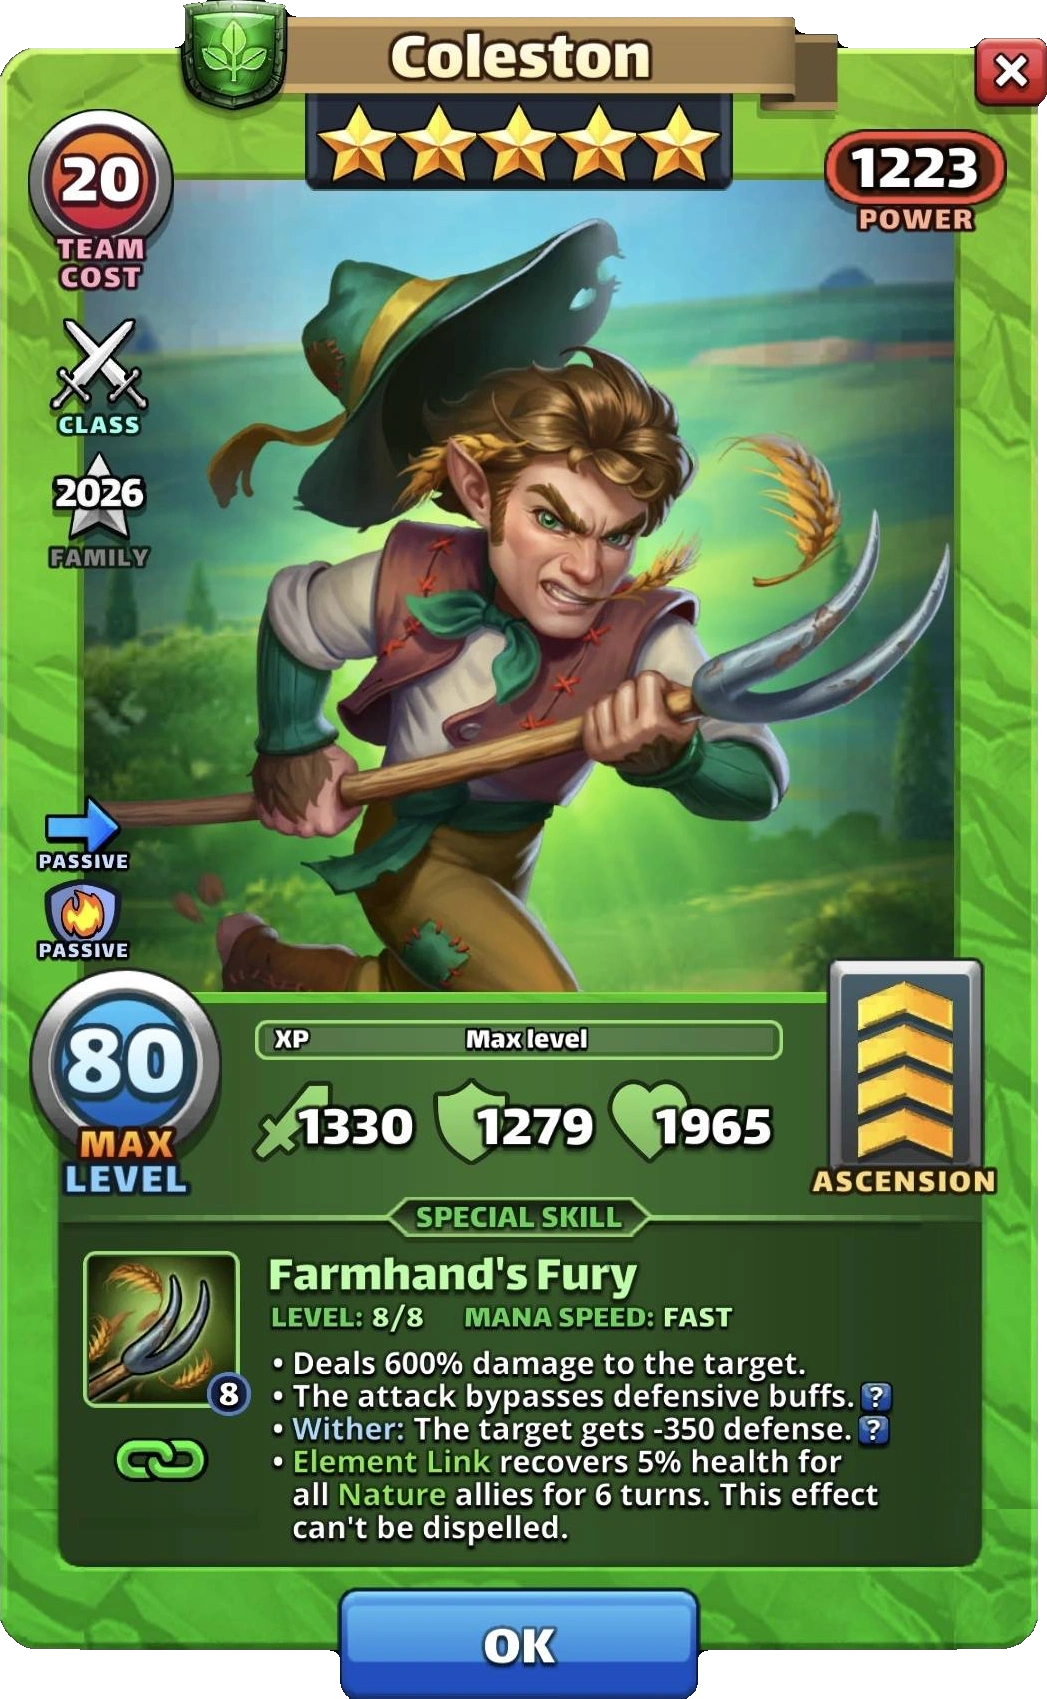 Coleston
20
TEAM
COST
1223
POWER
CLASS
2026
FAMILY
PASSIVE
PASSIVE
80
MAX
LEVEL
XP Max level
1330 1279 1965
ASCENSION
SPECIAL SKILL
Farmhand's Fury
LEVEL: 8/8 MANA SPEED: FAST
8
• Deals 600% damage to the target.
• The attack bypasses defensive buffs. ?
• Wither: The target gets -350 defense. ?
• Element Link recovers 5% health for
all Nature allies for 6 turns. This effect
can't be dispelled.
OK